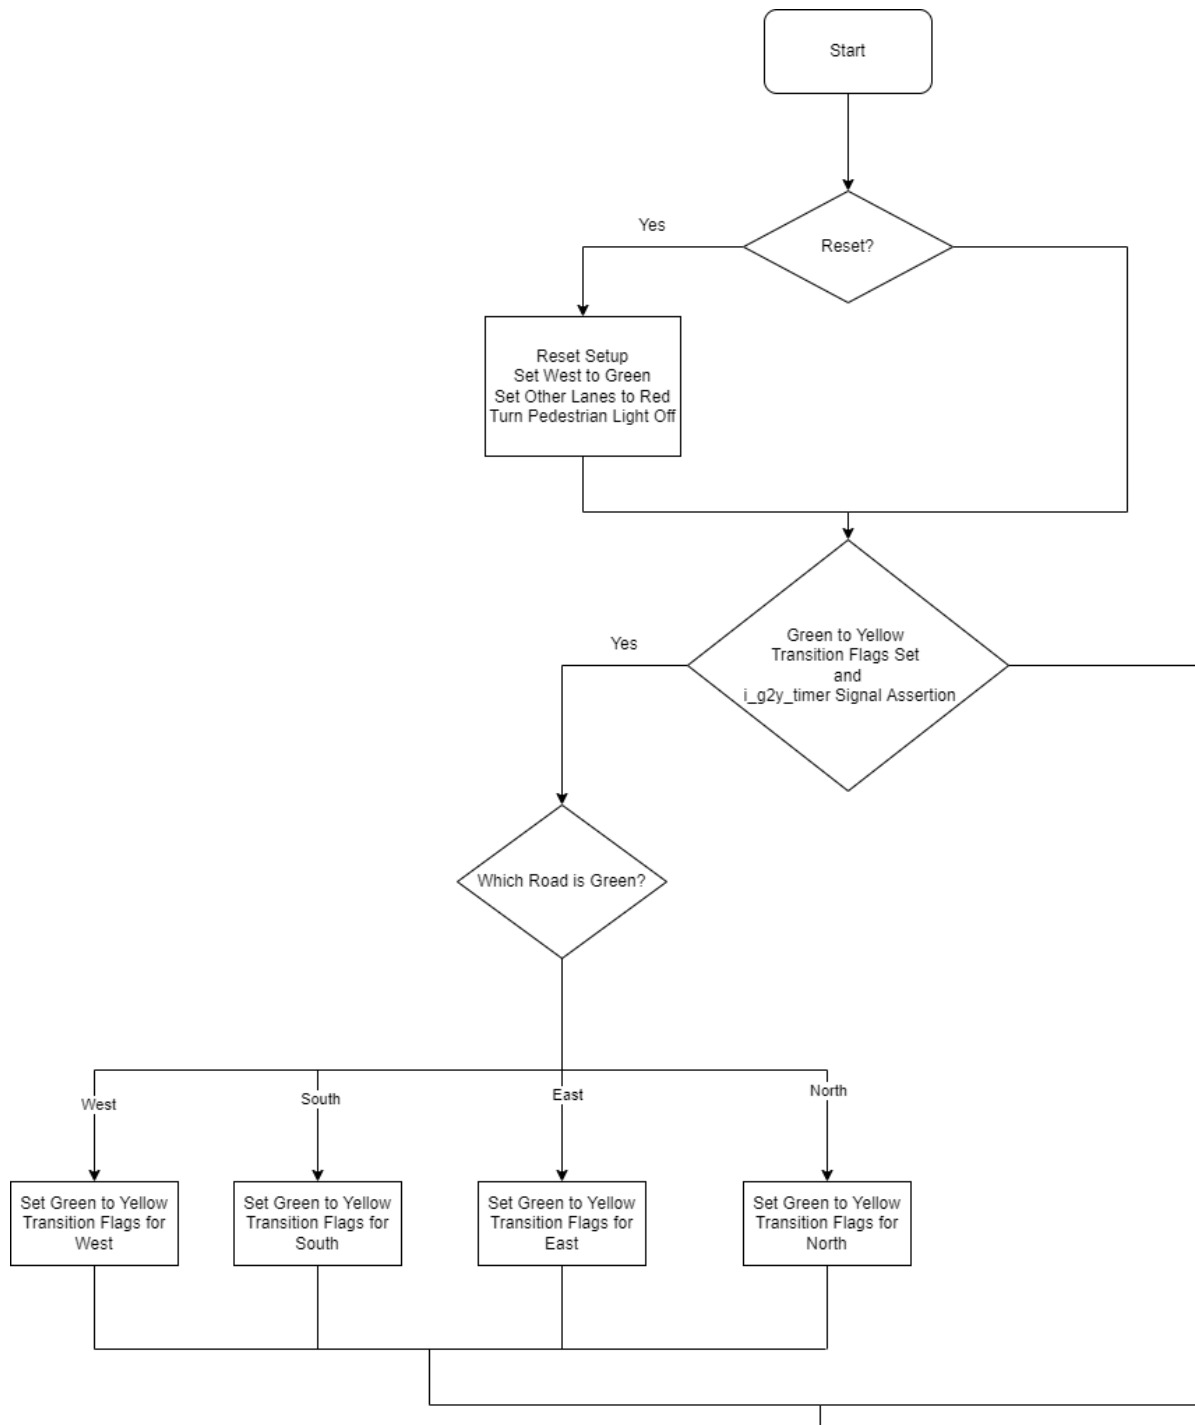 Start
Yes
Reset?
Reset Setup
Set West to Green
Set Other Lanes to Red
Turn Pedestrian Light Off
Yes
Green to Yellow
Transition Flags Set
and
i_g2y_timer Signal Assertion
Which Road is Green?
West
South
East
North
Set Green to Yellow
Transition Flags for
West
Set Green to Yellow
Transition Flags for
South
Set Green to Yellow
Transition Flags for
East
Set Green to Yellow
Transition Flags for
North